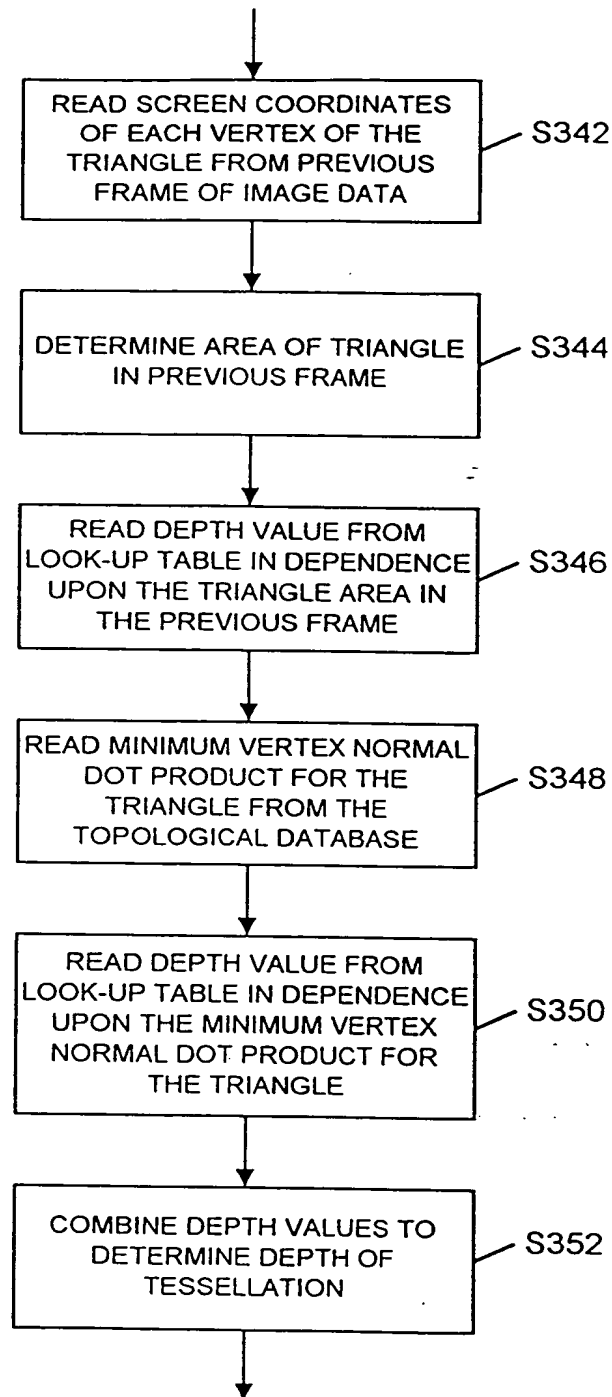 READ SCREEN COORDINATES
OF EACH VERTEX OF THE
TRIANGLE FROM PREVIOUS
FRAME OF IMAGE DATA
S342
DETERMINE AREA OF TRIANGLE
IN PREVIOUS FRAME
S344
READ DEPTH VALUE FROM
LOOK-UP TABLE IN DEPENDENCE
UPON THE TRIANGLE AREA IN
THE PREVIOUS FRAME
S346
READ MINIMUM VERTEX NORMAL
DOT PRODUCT FOR THE
TRIANGLE FROM THE
TOPOLOGICAL DATABASE
S348
READ DEPTH VALUE FROM
LOOK-UP TABLE IN DEPENDENCE
UPON THE MINIMUM VERTEX
NORMAL DOT PRODUCT FOR
THE TRIANGLE
S350
COMBINE DEPTH VALUES TO
DETERMINE DEPTH OF
TESSELLATION
S352